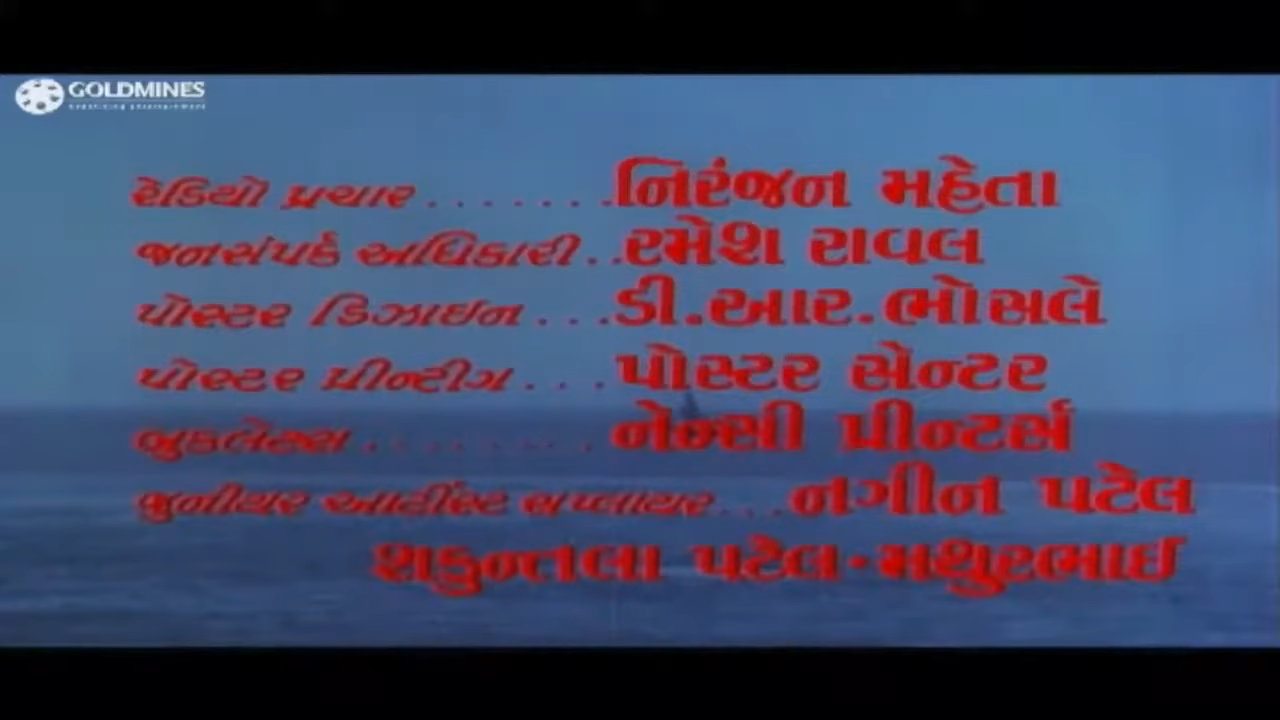 GOLDMINES
રેડિયો પ્રચાર.......નિરંજન મહેતા
જનસંપર્ક અધિકારી..રમેશ રાવલ
પોસ્ટર ડિઝાઇન...ડી.આર.ભોસલે
પોસ્ટર પ્રીન્ટીગ...પોસ્ટર સેન્ટર
બુકલેટ્સ........નેન્સી પ્રીન્ટર્સ
જુનીયર આર્ટીસ્ટ સપ્લાયર...નગીન પટેલ
શકુન્તલા પટેલ·મથુરભાઈ